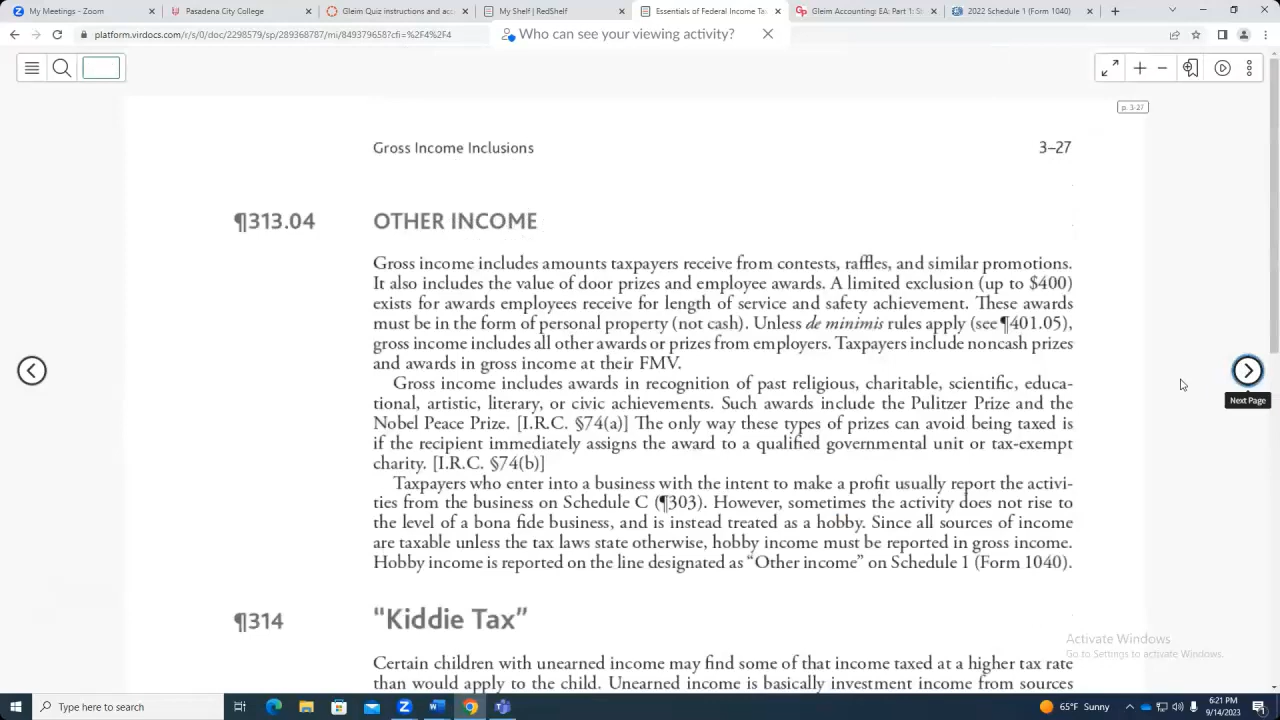 Zoom
Pasadena City College
Gleim Quiz instructions and acc
My Shelf | RedShelf
Essentials of Federal Income Ta
Gleim Accounting EA: Part 1: S
2022 Schedule 1 (Form 1040)
platform.virdocs.com/r/s/0/doc/2298579/sp/289368787/mi/849379658?cfi=%2F4%2F4
Who can see your viewing activity?
p. 3-27
Gross Income Inclusions 3–27
¶313.04 OTHER INCOME
Gross income includes amounts taxpayers receive from contests, raffles, and similar promotions.
It also includes the value of door prizes and employee awards. A limited exclusion (up to $400)
exists for awards employees receive for length of service and safety achievement. These awards
must be in the form of personal property (not cash). Unless de minimis rules apply (see ¶401.05),
gross income includes all other awards or prizes from employers. Taxpayers include noncash prizes
and awards in gross income at their FMV.
Gross income includes awards in recognition of past religious, charitable, scientific, educa-
tional, artistic, literary, or civic achievements. Such awards include the Pulitzer Prize and the
Nobel Peace Prize. [I.R.C. §74(a)] The only way these types of prizes can avoid being taxed is
if the recipient immediately assigns the award to a qualified governmental unit or tax-exempt
charity. [I.R.C. §74(b)]
Taxpayers who enter into a business with the intent to make a profit usually report the activi-
ties from the business on Schedule C (¶303). However, sometimes the activity does not rise to
the level of a bona fide business, and is instead treated as a hobby. Since all sources of income
are taxable unless the tax laws state otherwise, hobby income must be reported in gross income.
Hobby income is reported on the line designated as “Other income” on Schedule 1 (Form 1040).
¶314 “Kiddie Tax”
Certain children with unearned income may find some of that income taxed at a higher tax rate
than would apply to the child. Unearned income is basically investment income from sources
Next Page
Activate Windows
Go to Settings to activate Windows.
Type here to search
65°F Sunny
6:21 PM
9/14/2023